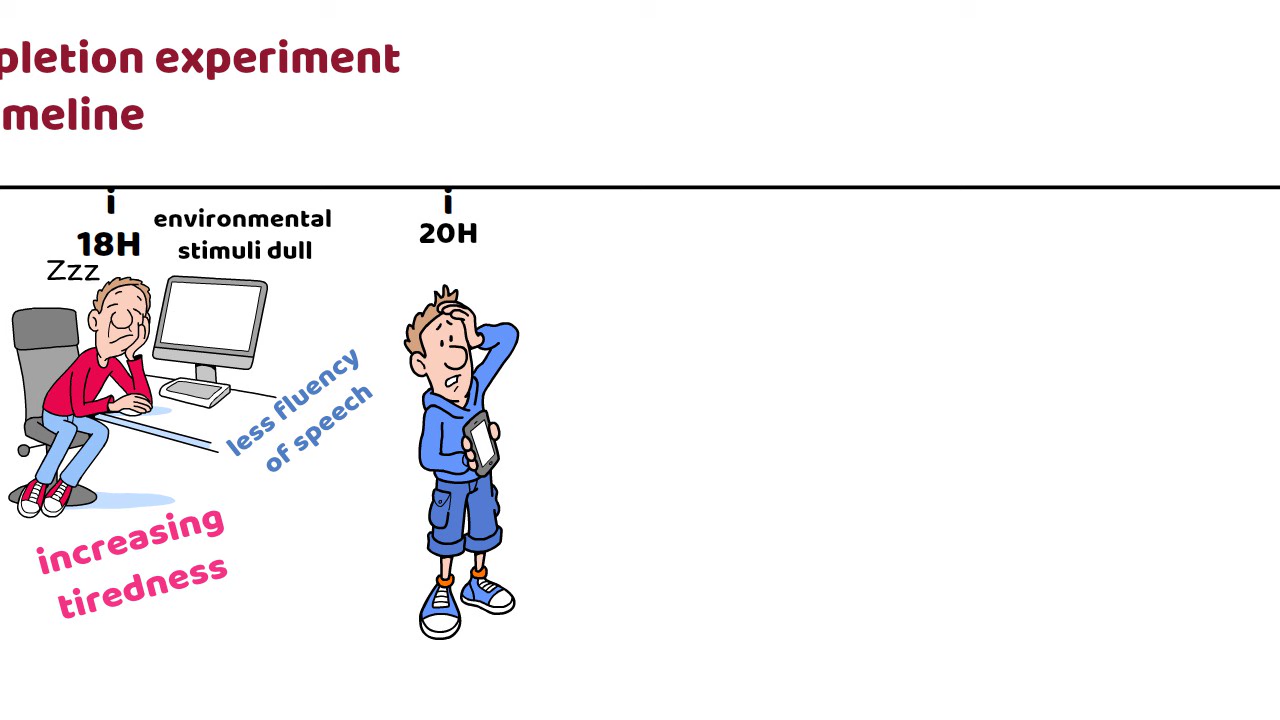 pletion experiment
meline
i
i
environmental
stimuli dull
18H
20H
Zzz
less fluency
of speech
increasing
tiredness